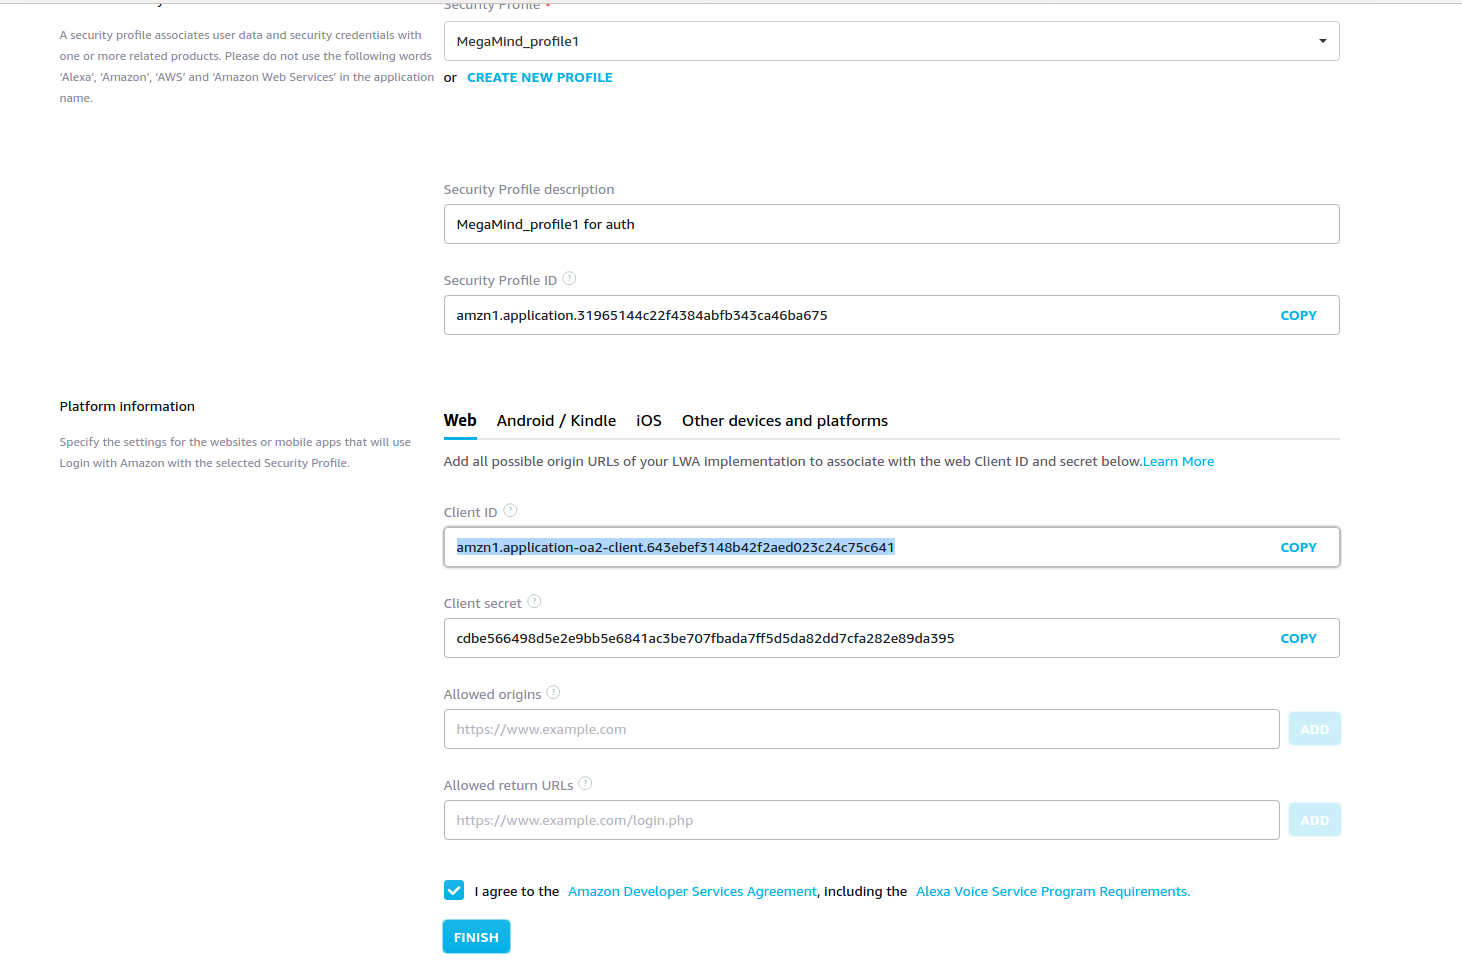 Security Profile *
A security profile associates user data and security credentials with
one or more related products. Please do not use the following words
'Alexa', 'Amazon', 'AWS' and 'Amazon Web Services' in the application
name.
MegaMind_profile1
or CREATE NEW PROFILE
Security Profile description
MegaMind_profile1 for auth
Security Profile ID ?
amzn1.application.31965144c22f4384abfb343ca46ba675 COPY
Platform information
Specify the settings for the websites or mobile apps that will use
Login with Amazon with the selected Security Profile.
Web Android / Kindle iOS Other devices and platforms
Add all possible origin URLs of your LWA implementation to associate with the web Client ID and secret below.Learn More
Client ID ?
amzn1.application-oa2-client.643ebef3148b42f2aed023c24c75c641 COPY
Client secret ?
cdbe566498d5e2e9bb5e6841ac3be707fbada7ff5d5da82dd7cfa282e89da395 COPY
Allowed origins ?
https://www.example.com ADD
Allowed return URLs ?
https://www.example.com/login.php ADD
I agree to the Amazon Developer Services Agreement, including the Alexa Voice Service Program Requirements.
FINISH